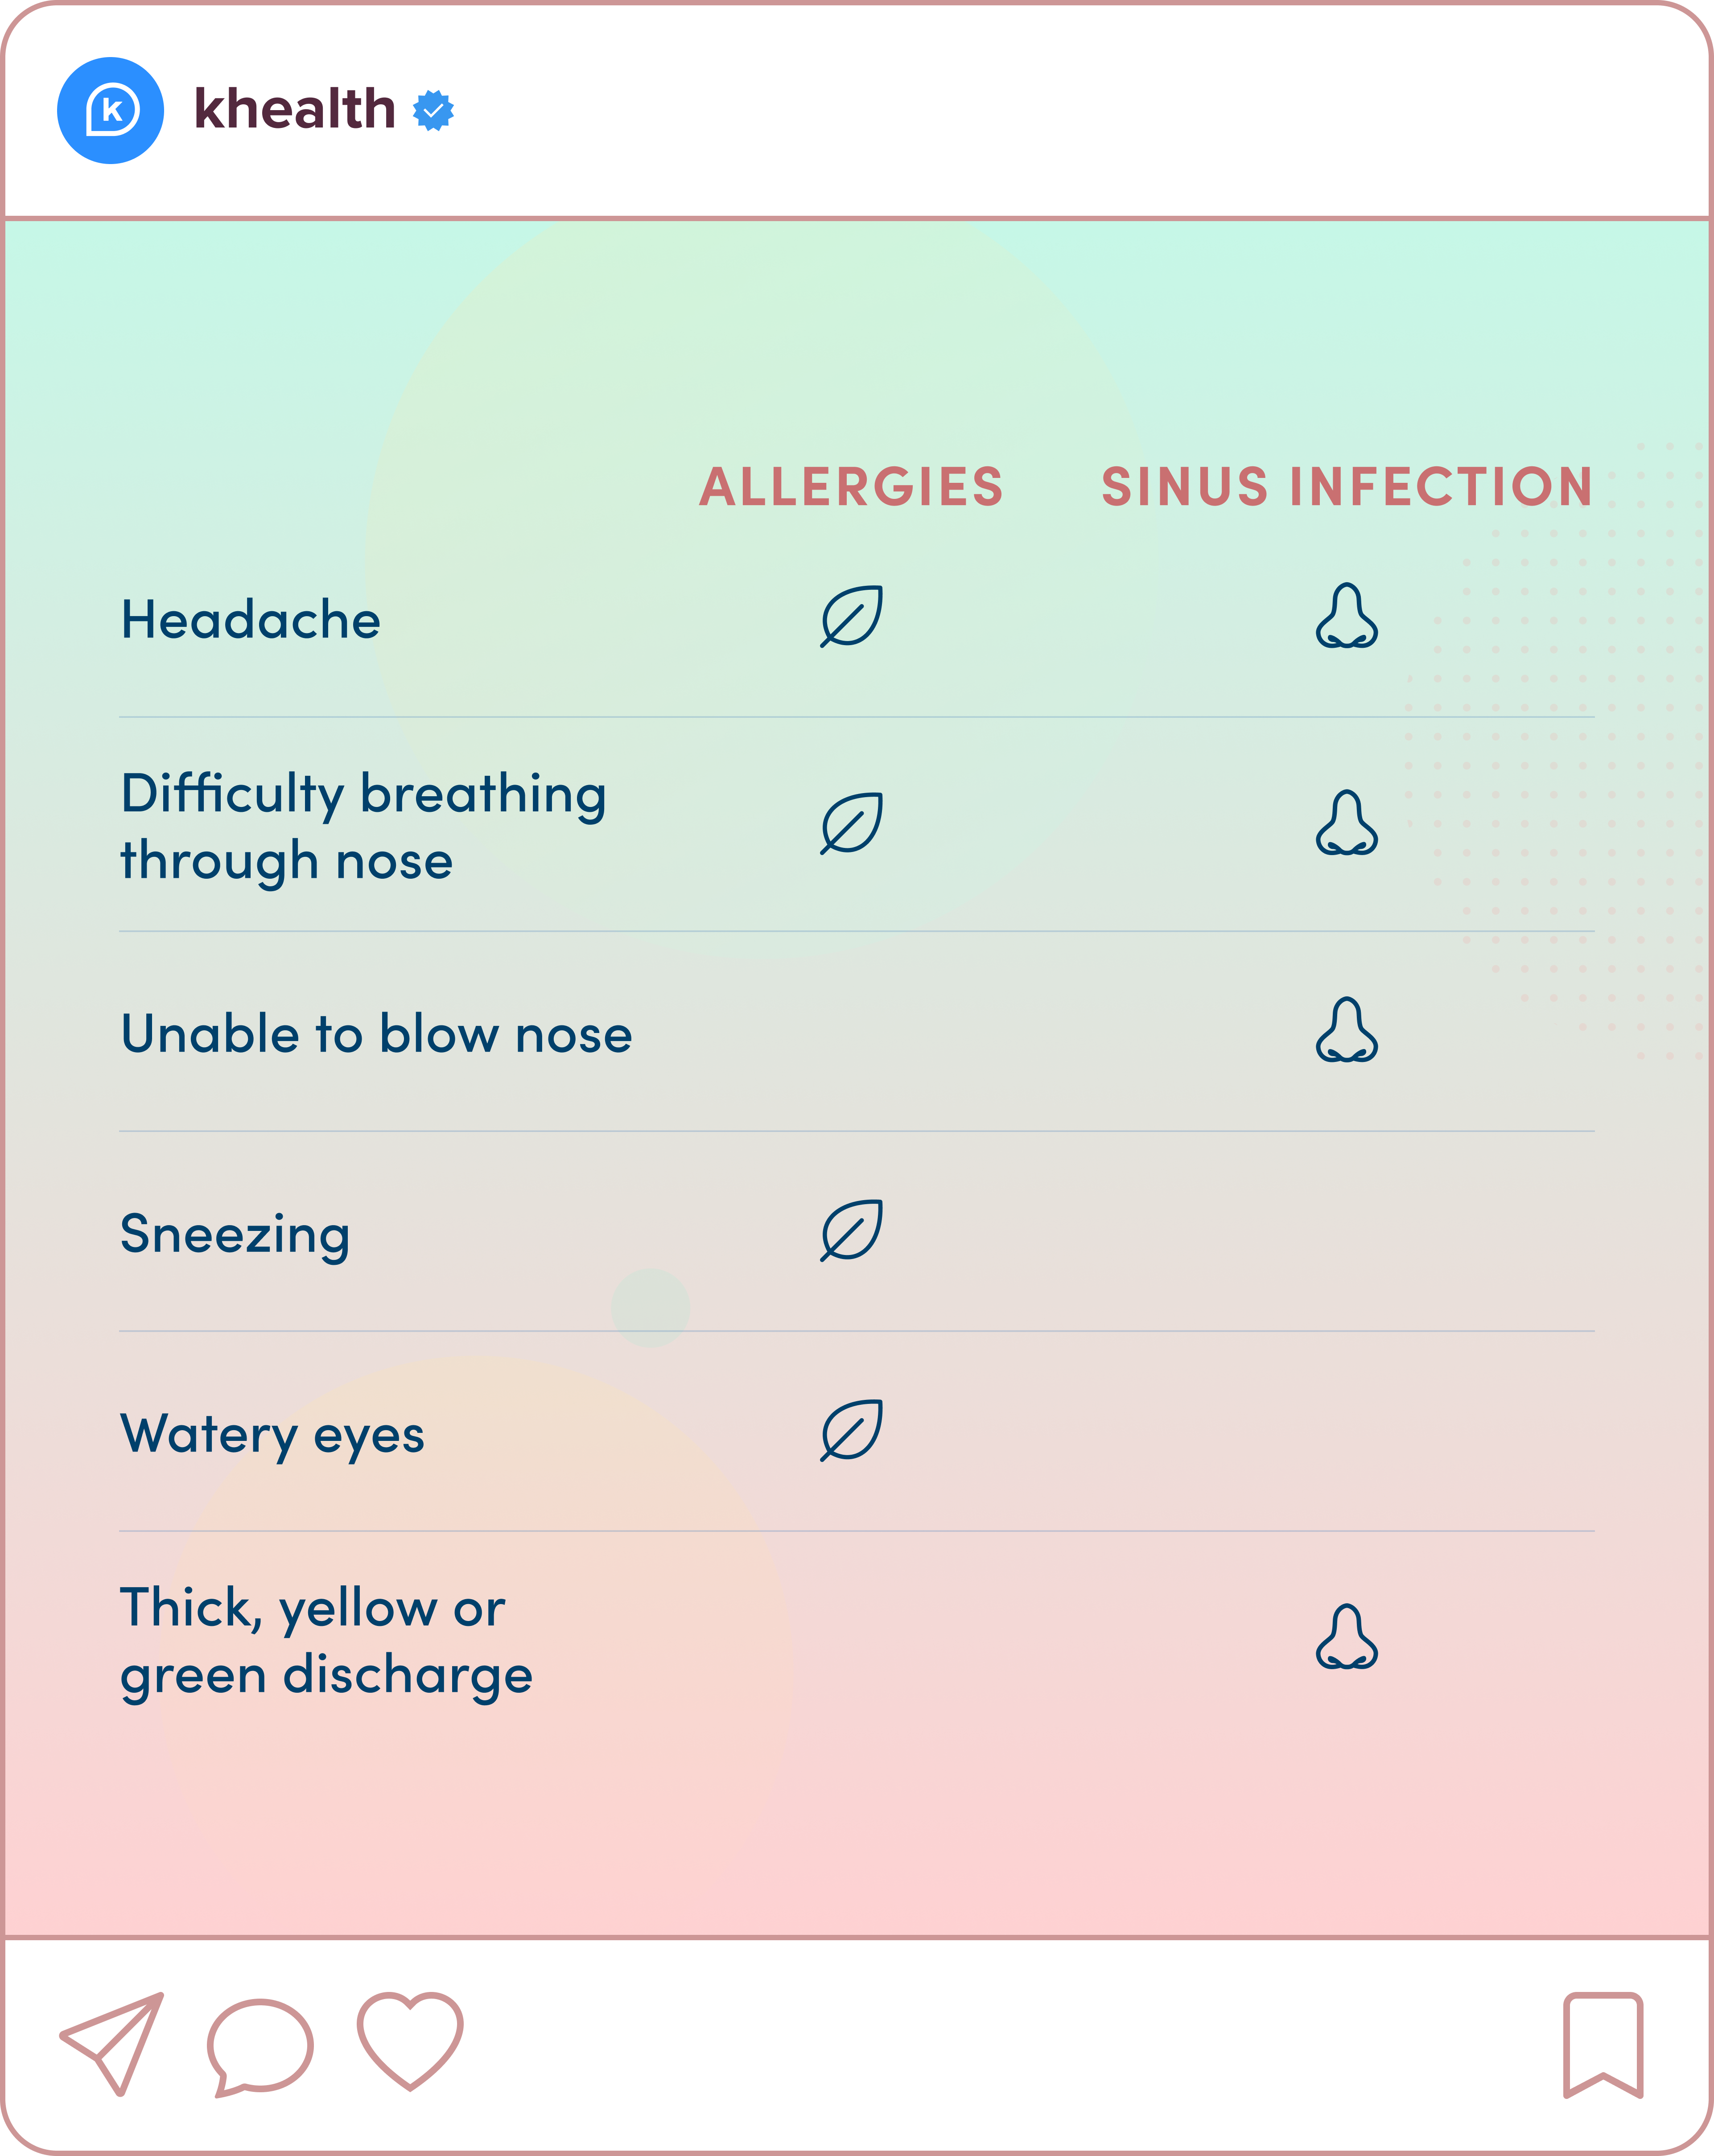 k
khealth
ALLERGIES SINUS INFECTION
Headache
Difficulty breathing
through nose
Unable to blow nose
Sneezing
Watery eyes
Thick, yellow or
green discharge